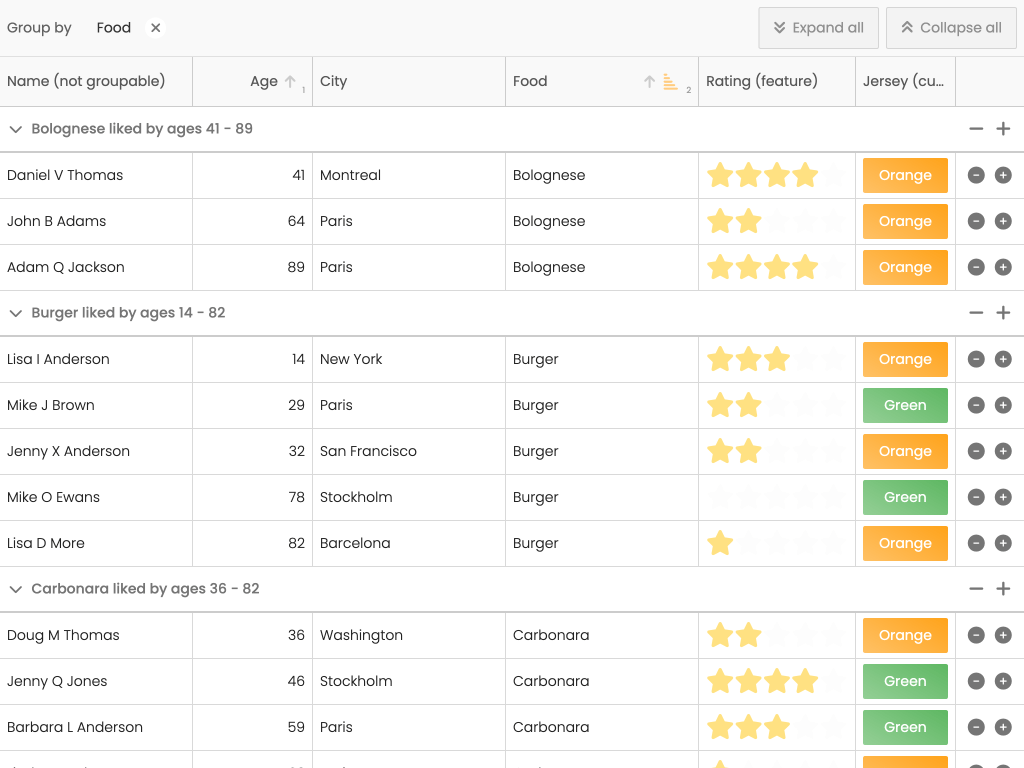 Group by Food Expand all Collapse all
Name (not groupable) Age 1 City Food 2 Rating (feature) Jersey (cu...
Bolognese liked by ages 41 - 89
Daniel V Thomas 41 Montreal Bolognese Orange
John B Adams 64 Paris Bolognese Orange
Adam Q Jackson 89 Paris Bolognese Orange
Burger liked by ages 14 - 82
Lisa I Anderson 14 New York Burger Orange
Mike J Brown 29 Paris Burger Green
Jenny X Anderson 32 San Francisco Burger Orange
Mike O Ewans 78 Stockholm Burger Green
Lisa D More 82 Barcelona Burger Orange
Carbonara liked by ages 36 - 82
Doug M Thomas 36 Washington Carbonara Orange
Jenny Q Jones 46 Stockholm Carbonara Green
Barbara L Anderson 59 Paris Carbonara Green